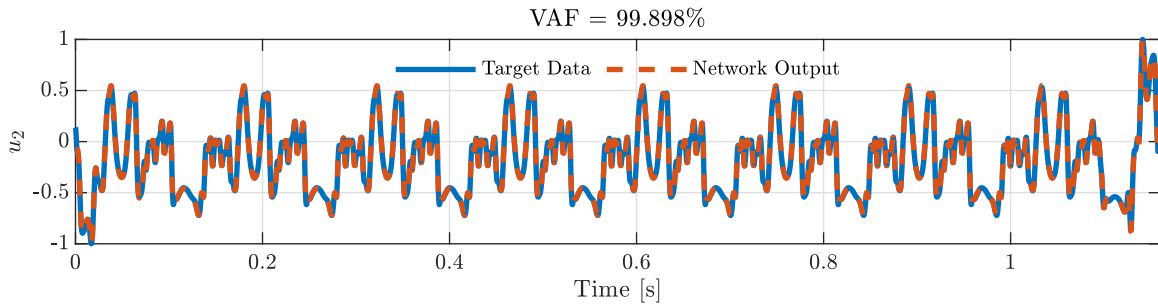 VAF = 99.898%
1
0.5
0
-0.5
-1
u₂
Target Data Network Output
0 0.2 0.4 0.6 0.8 1
Time [s]